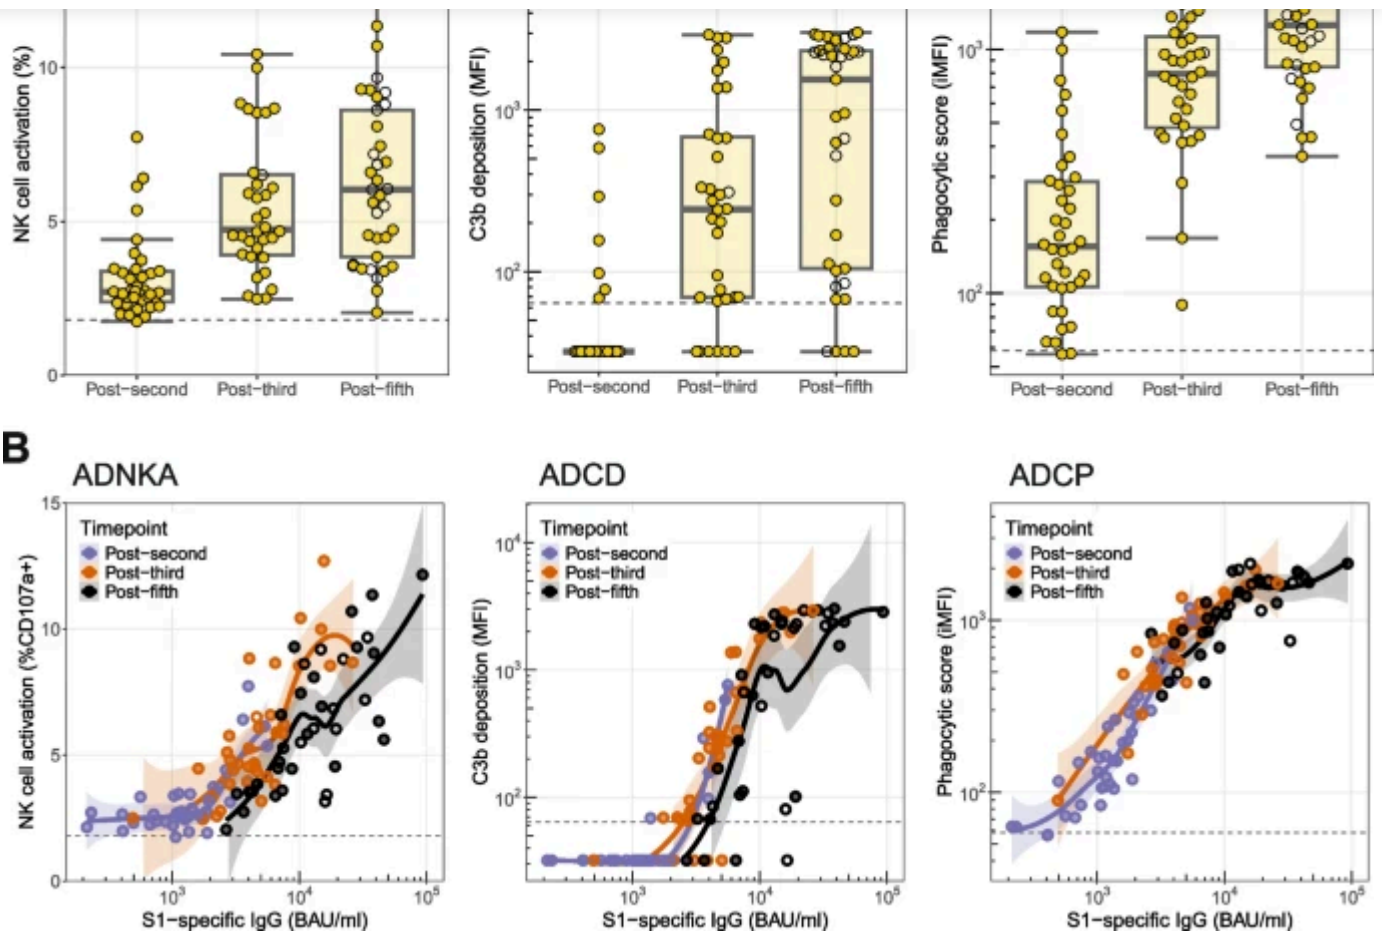 NK cell activation (%)
10
5
0
Post-second Post-third Post-fifth
C3b deposition (MFI)
10³
10²
Post-second Post-third Post-fifth
Phagocytic score (iMFI)
10³
10²
Post-second Post-third Post-fifth
B
ADNKA
NK cell activation (%CD107a+)
15
10
5
0
Timepoint
Post-second
Post-third
Post-fifth
10³ 10⁴ 10⁵
S1-specific IgG (BAU/ml)
ADCD
C3b deposition (MFI)
10⁴
10³
10²
Timepoint
Post-second
Post-third
Post-fifth
10³ 10⁴ 10⁵
S1-specific IgG (BAU/ml)
ADCP
Phagocytic score (iMFI)
10³
10²
Timepoint
Post-second
Post-third
Post-fifth
10³ 10⁴ 10⁵
S1-specific IgG (BAU/ml)